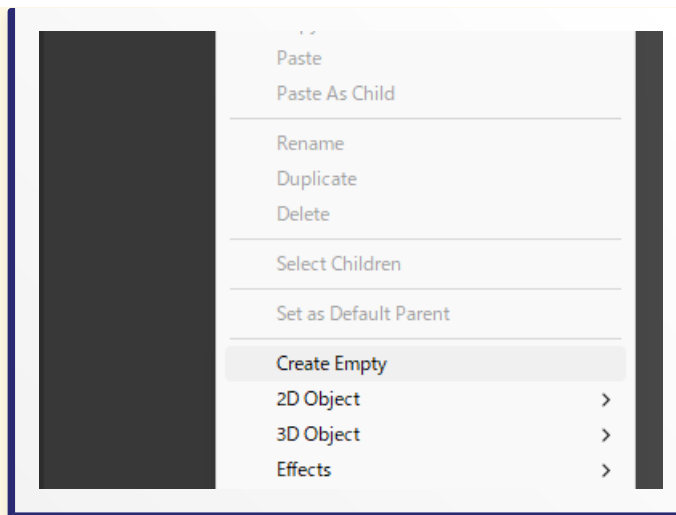 Paste
Paste As Child
Rename
Duplicate
Delete
Select Children
Set as Default Parent
Create Empty
2D Object
3D Object
Effects